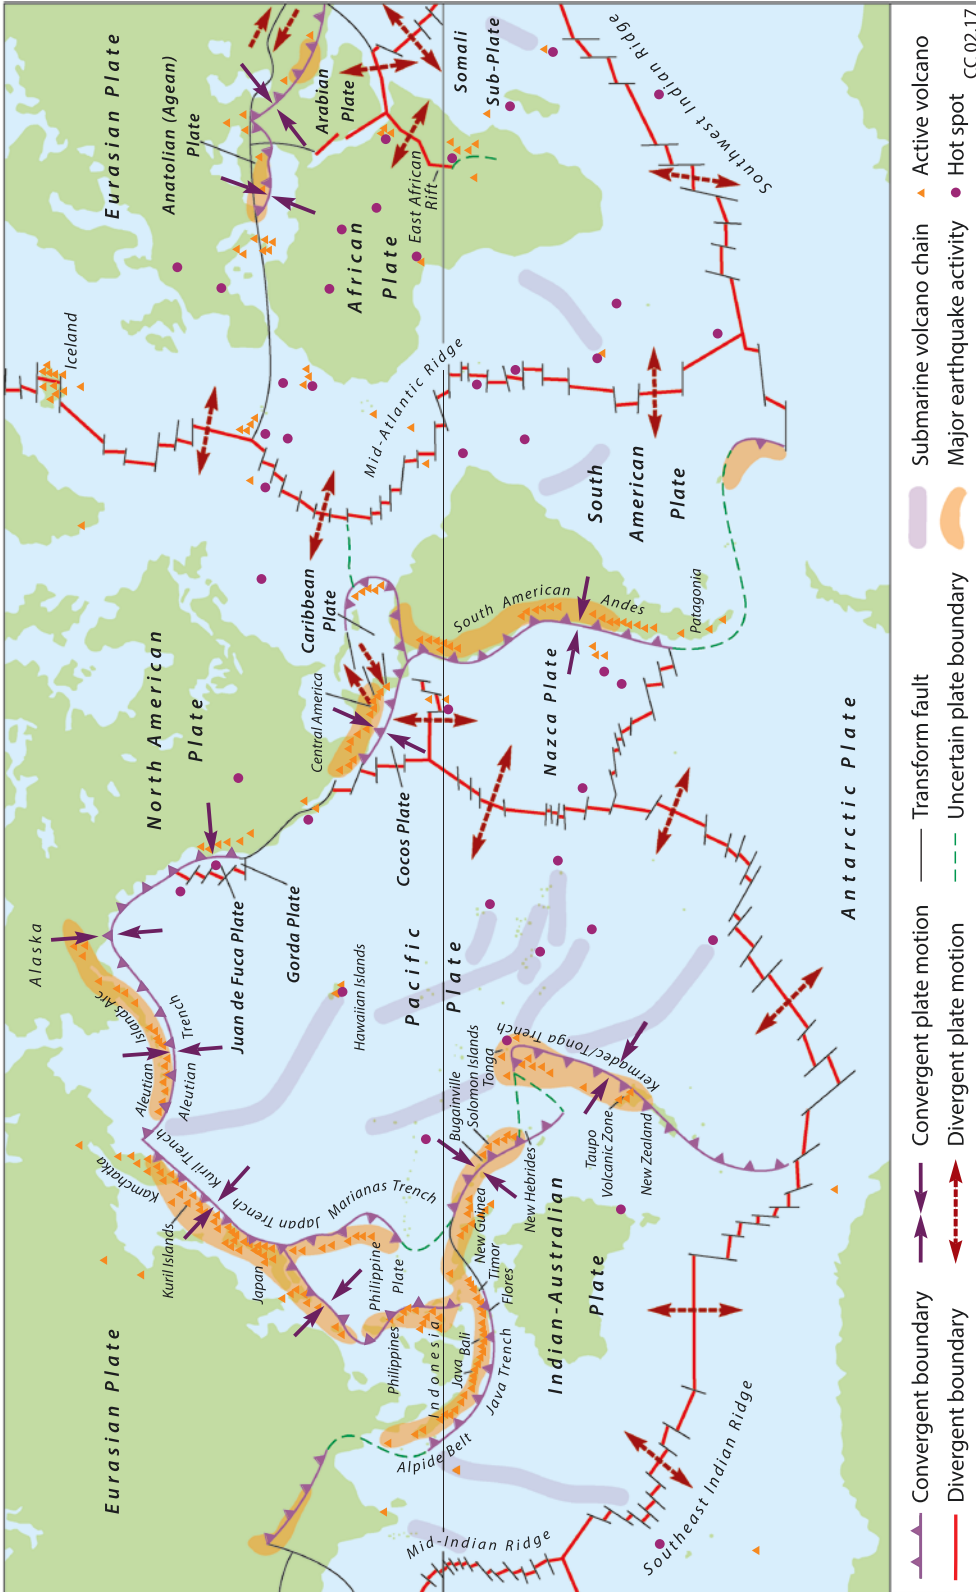 Eurasian Plate
Alaska
Kamchatka
Kuril Islands
Kuril Trench
Aleutian
Islands Arc
Aleutian
Trench
Japan
Japan Trench
Juan de Fuca Plate
Gorda Plate
North American
Plate
Iceland
Eurasian Plate
Anatolian (Agean)
Plate
Arabian
Plate
Central America
Caribbean
Plate
Mid-Atlantic Ridge
African
Plate
East African
Rift
Somali
Sub-Plate
Marianas Trench
Philippine
Plate
Philippines
Hawaiian Islands
Pacific
Plate
Cocos Plate
Alpide Belt
Indonesia
Java
Bali
Java Trench
Flores
Timor
New Guinea
Bugainville
Solomon Islands
Tonga
New Hebrides
Kermadec/Tonga Trench
Nazca Plate
South American
Andes
South
American
Plate
Mid-Indian Ridge
Indian-Australian
Plate
Taupo
Volcanic Zone
New Zealand
Patagonia
Southwest Indian Ridge
Southeast Indian Ridge
Antarctic Plate
Convergent boundary
Divergent boundary
Convergent plate motion
Divergent plate motion
Transform fault
Uncertain plate boundary
Submarine volcano chain
Major earthquake activity
Active volcano
Hot spot
CC 02.17